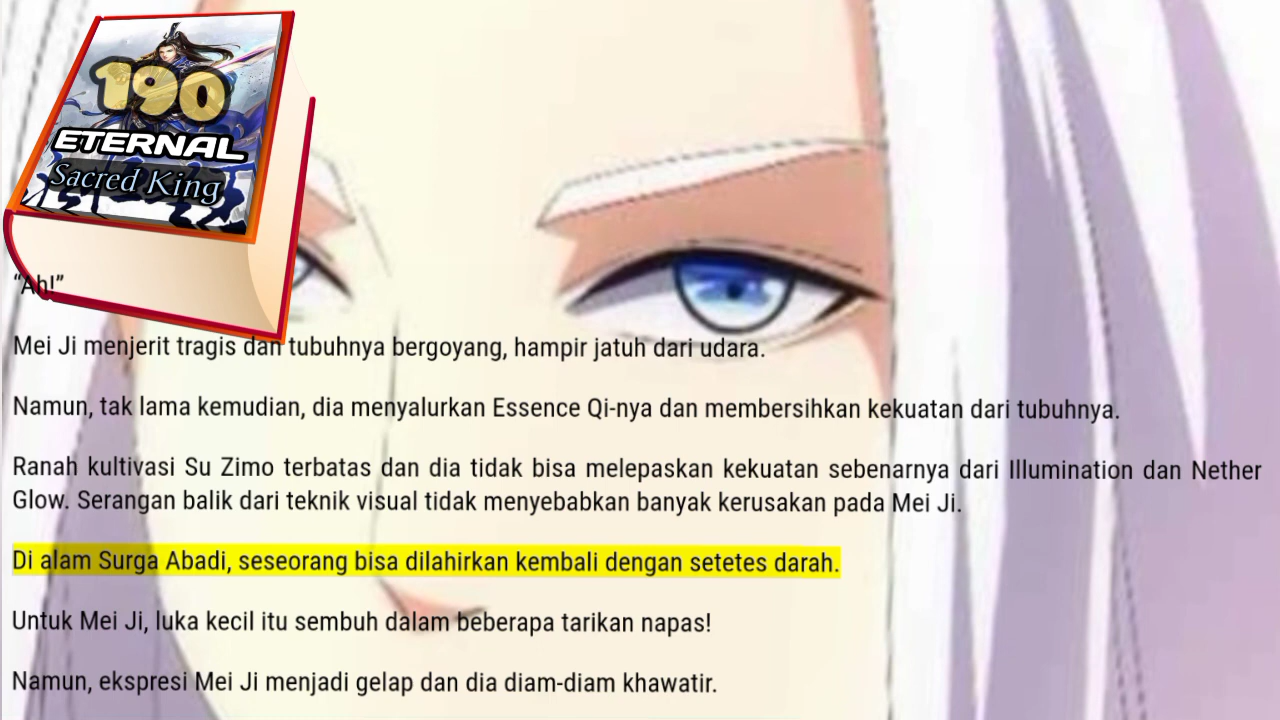 190
ETERNAL
Sacred King
“Ah!”
Mei Ji menjerit tragis dan tubuhnya bergoyang, hampir jatuh dari udara.
Namun, tak lama kemudian, dia menyalurkan Essence Qi-nya dan membersihkan kekuatan dari tubuhnya.
Ranah kultivasi Su Zimo terbatas dan dia tidak bisa melepaskan kekuatan sebenarnya dari Illumination dan Nether
Glow. Serangan balik dari teknik visual tidak menyebabkan banyak kerusakan pada Mei Ji.
Di alam Surga Abadi, seseorang bisa dilahirkan kembali dengan setetes darah.
Untuk Mei Ji, luka kecil itu sembuh dalam beberapa tarikan napas!
Namun, ekspresi Mei Ji menjadi gelap dan dia diam-diam khawatir.